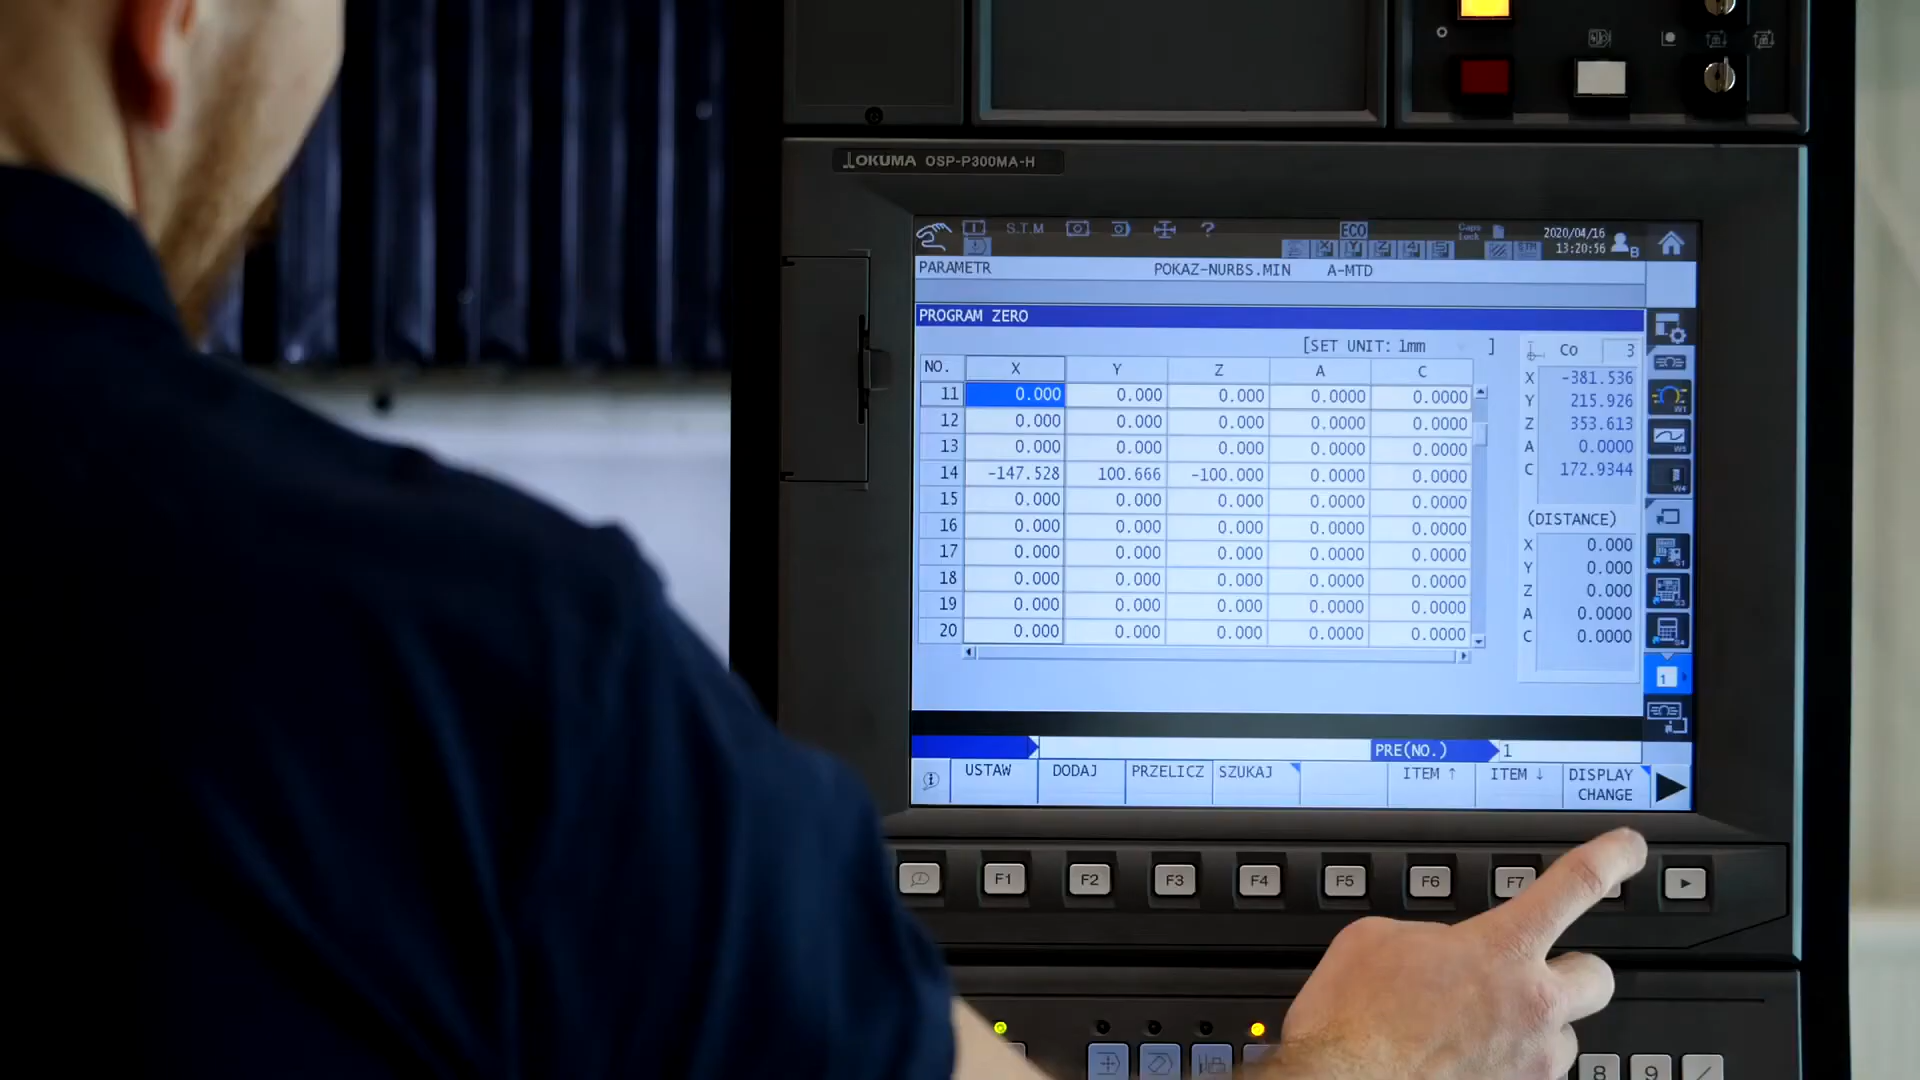 OKUMA OSP-P300MA-H
S.T.M ? ECO Caps Lock 2020/04/16
X Y Z 4 5 13:20:56 B
PARAMETR POKAZ-NURBS.MIN A-MTD
PROGRAM ZERO
[SET UNIT: 1mm ]
NO. X Y Z A C
11 0.000 0.000 0.000 0.0000 0.0000
12 0.000 0.000 0.000 0.0000 0.0000
13 0.000 0.000 0.000 0.0000 0.0000
14 -147.528 100.666 -100.000 0.0000 0.0000
15 0.000 0.000 0.000 0.0000 0.0000
16 0.000 0.000 0.000 0.0000 0.0000
17 0.000 0.000 0.000 0.0000 0.0000
18 0.000 0.000 0.000 0.0000 0.0000
19 0.000 0.000 0.000 0.0000 0.0000
20 0.000 0.000 0.000 0.0000 0.0000
Co 3
X -381.536
Y 215.926
Z 353.613
A 0.0000
C 172.9344
(DISTANCE)
X 0.000
Y 0.000
Z 0.000
A 0.0000
C 0.0000
1
PRE(NO.) 1
USTAW DODAJ PRZELICZ SZUKAJ ITEM ↑ ITEM ↓ DISPLAY
CHANGE
F1 F2 F3 F4 F5 F6 F7
8 9 /